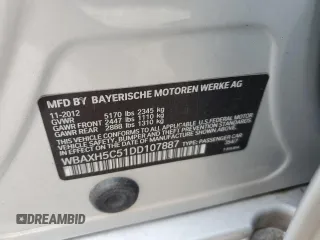 MFD BY BAYERISCHE MOTOREN WERKE AG
11-2012
GVWR 5170 lbs 2345 kg
GAWR FRONT 2447 lbs 1110 kg
GAWR REAR 2888 lbs 1310 kg
THIS VEHICLE CONFORMS TO ALL APPLICABLE U.S. FEDERAL MOTOR
VEHICLE SAFETY, BUMPER, AND THEFT PREVENTION STANDARDS IN
EFFECT ON THE DATE OF MANUFACTURE SHOWN ABOVE.
WBAXH5C51DD107887 TYPE: PASSENGER CAR
DREAMBID